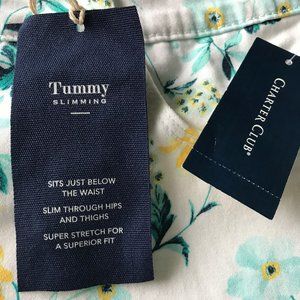 Tummy
SLIMMING
SITS JUST BELOW
THE WAIST
SLIM THROUGH HIPS
AND THIGHS
SUPER STRETCH FOR
A SUPERIOR FIT
CHARTER CLUB®